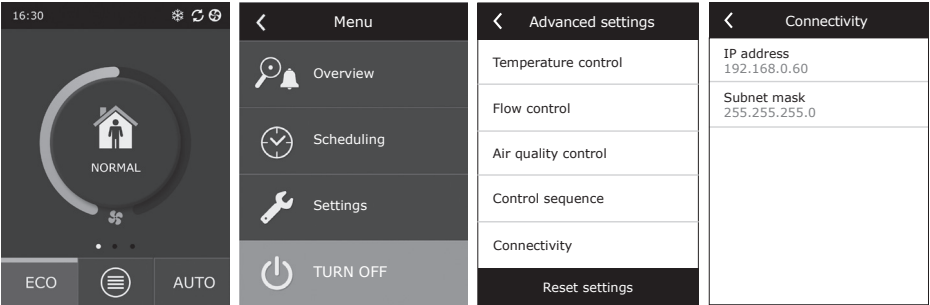 16:30
NORMAL
ECO
AUTO
Menu
Overview
Scheduling
Settings
TURN OFF
Advanced settings
Temperature control
Flow control
Air quality control
Control sequence
Connectivity
Reset settings
Connectivity
IP address
192.168.0.60
Subnet mask
255.255.255.0